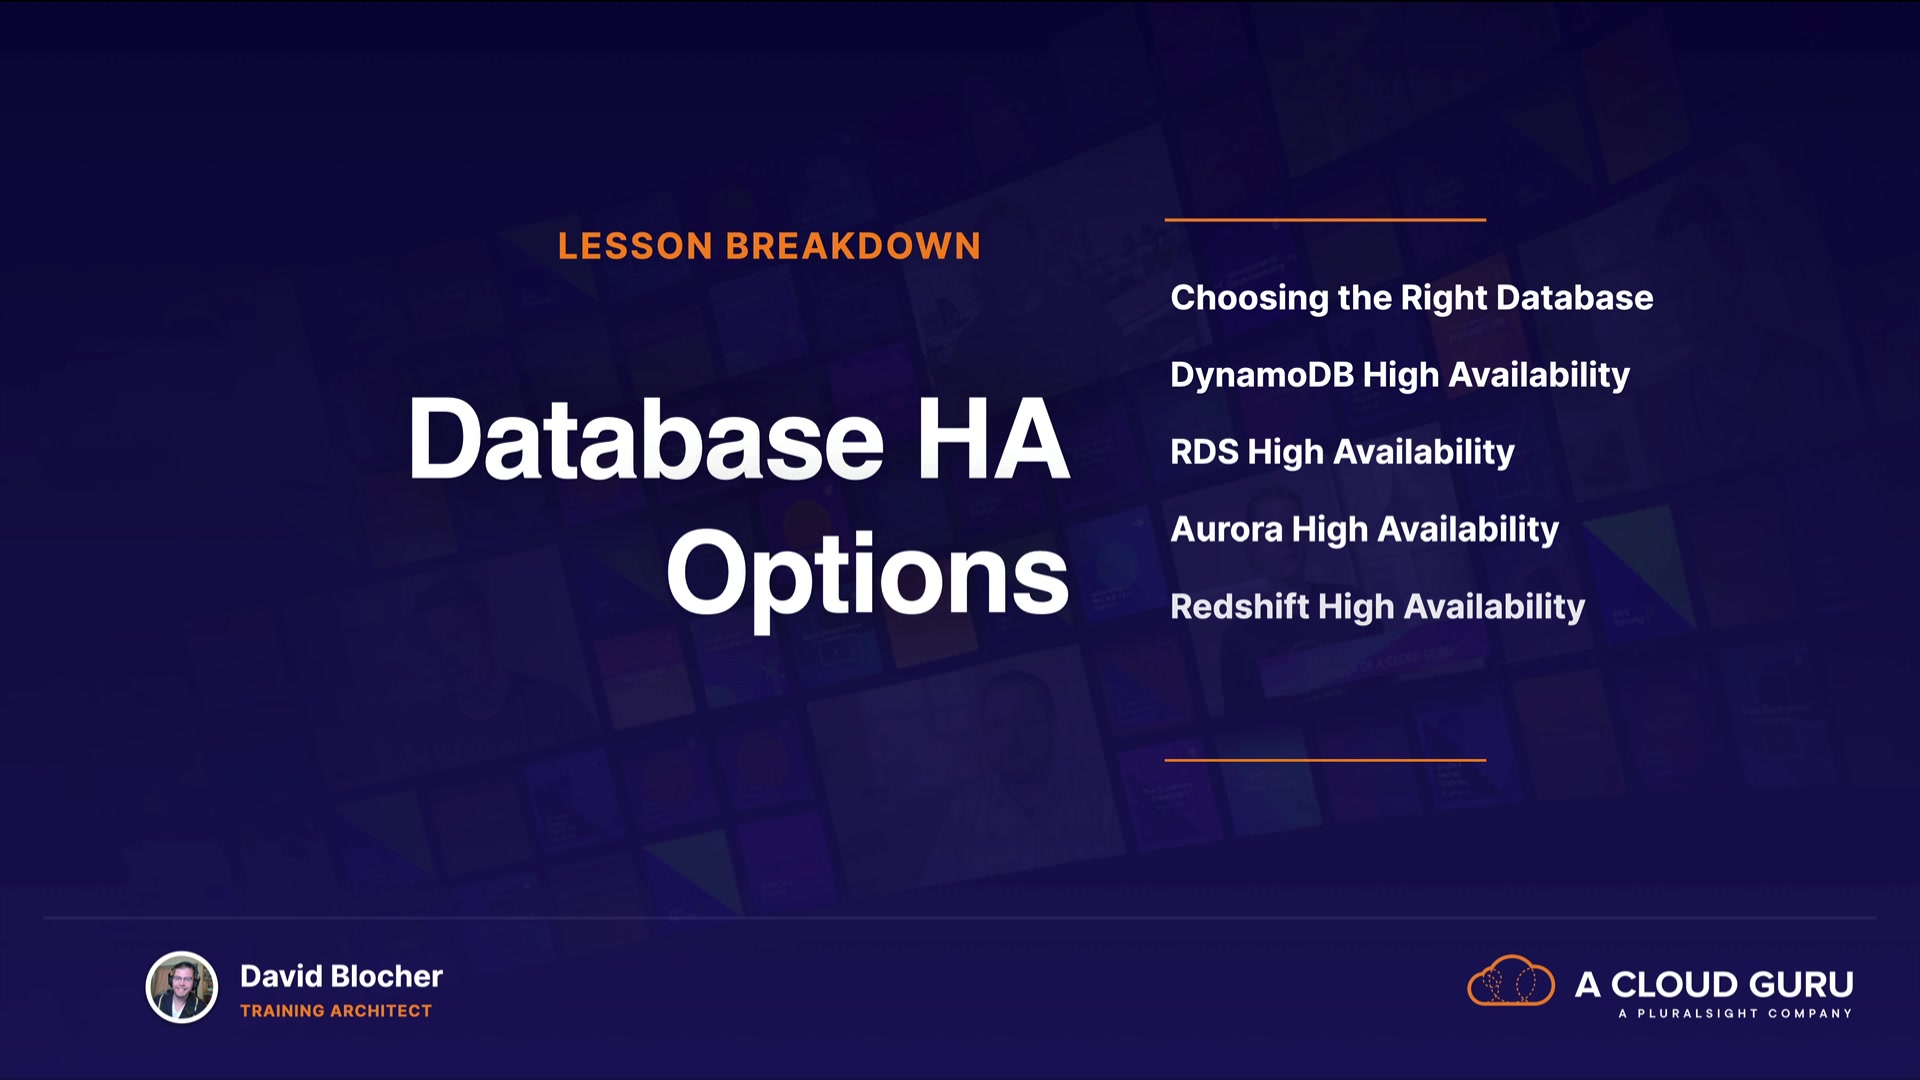 LESSON BREAKDOWN
Database HA
Options
Choosing the Right Database
DynamoDB High Availability
RDS High Availability
Aurora High Availability
Redshift High Availability
David Blocher
TRAINING ARCHITECT
A CLOUD GURU
A PLURALSIGHT COMPANY